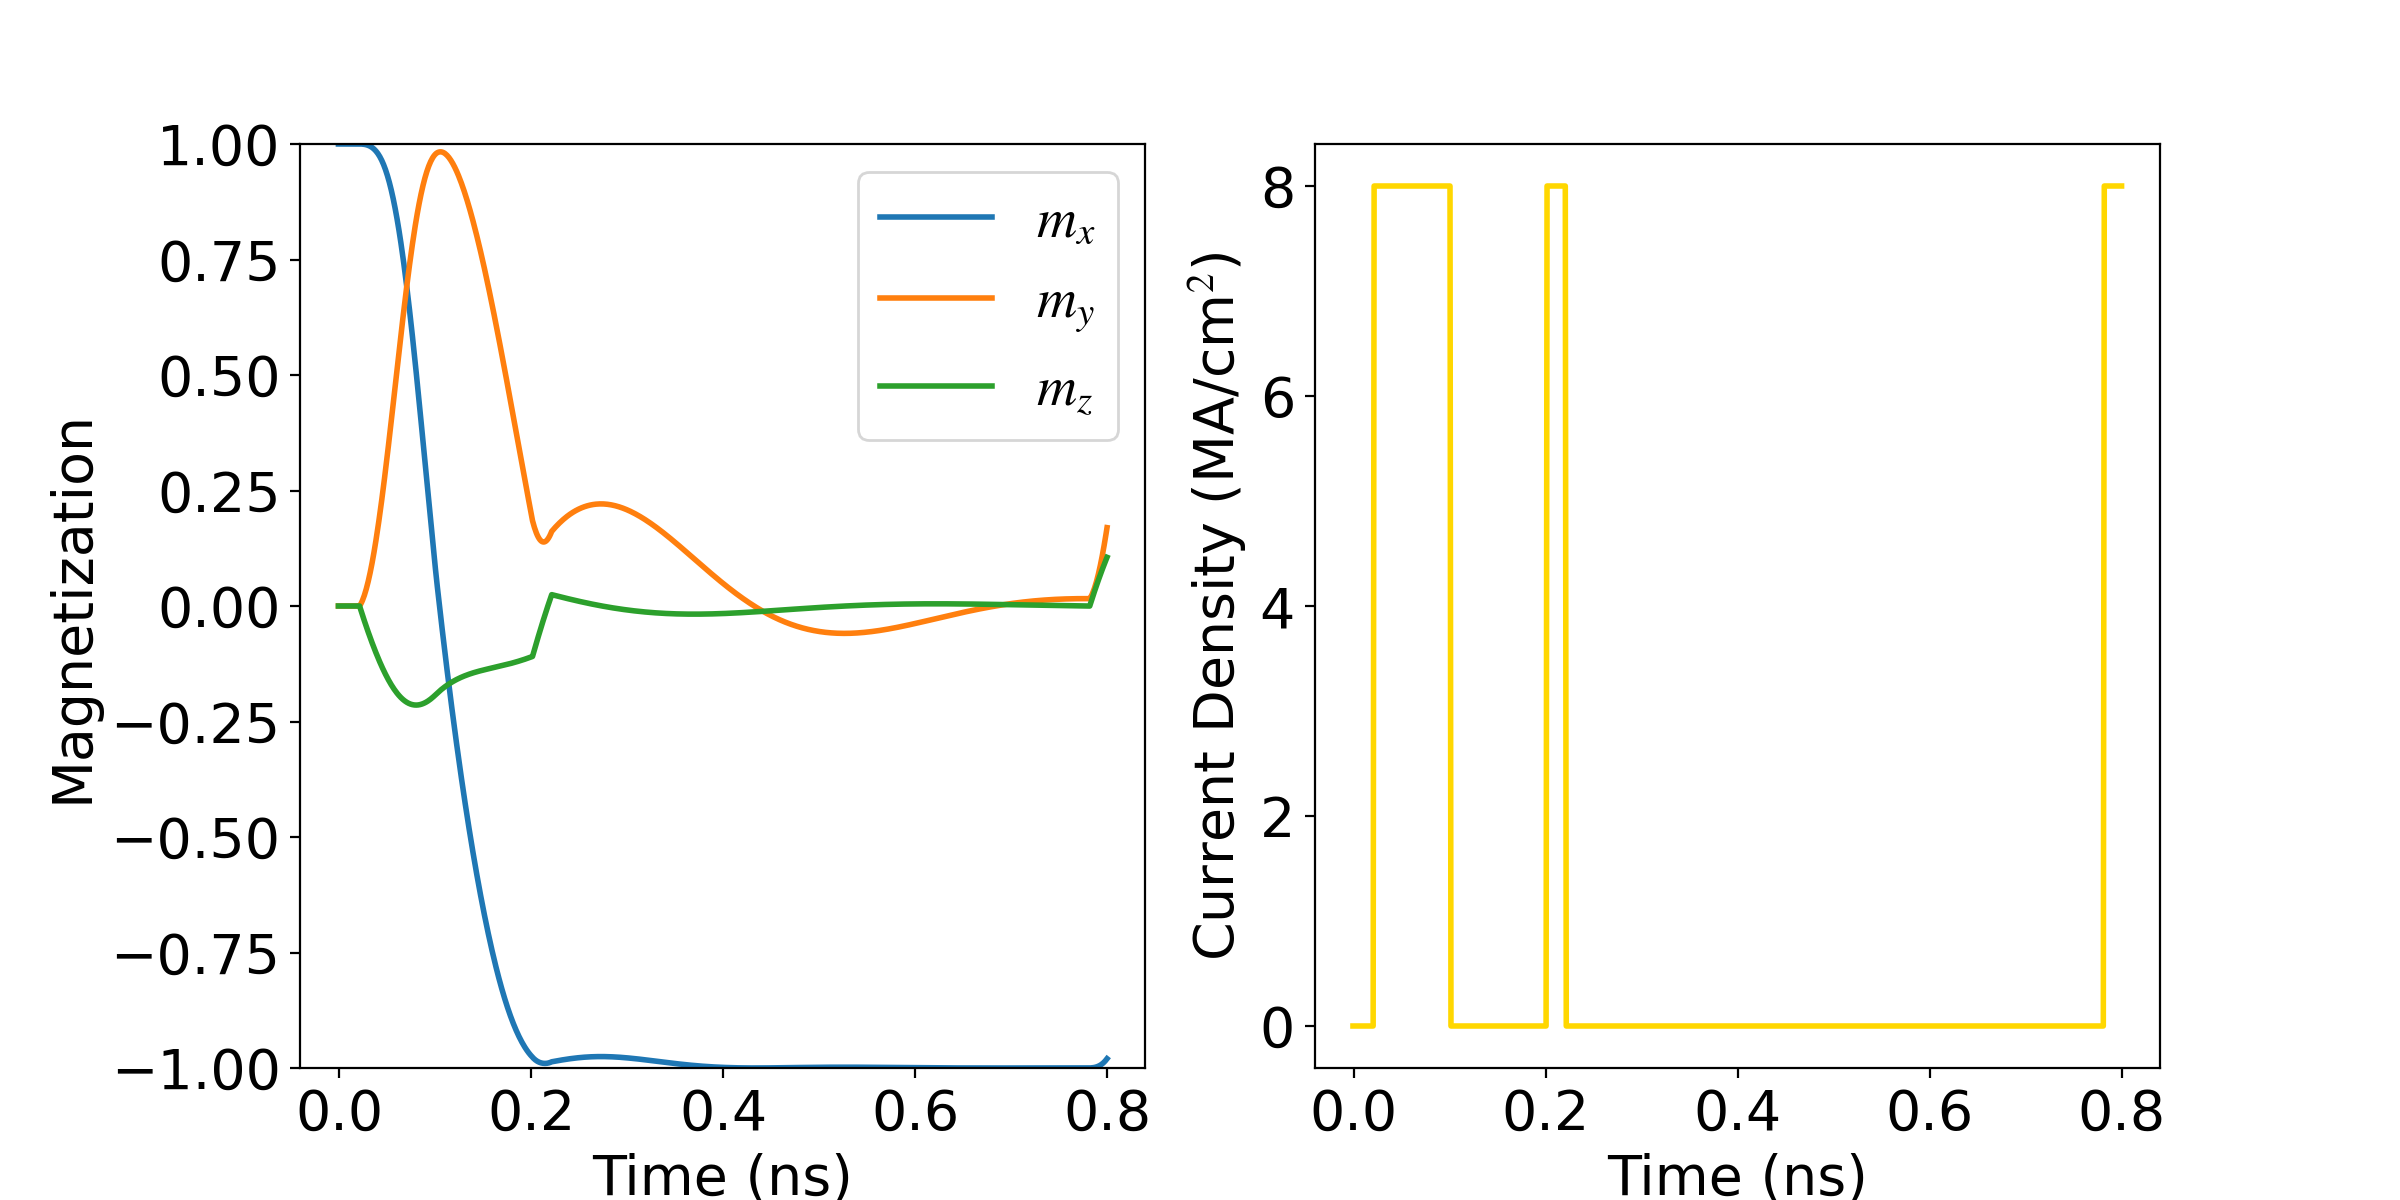 1.00
0.75
0.50
0.25
0.00
−0.25
−0.50
−0.75
−1.00
Magnetization
0.0 0.2 0.4 0.6 0.8
Time (ns)
mₓ
m_y
m_z
8
6
4
2
0
Current Density (MA/cm²)
0.0 0.2 0.4 0.6 0.8
Time (ns)